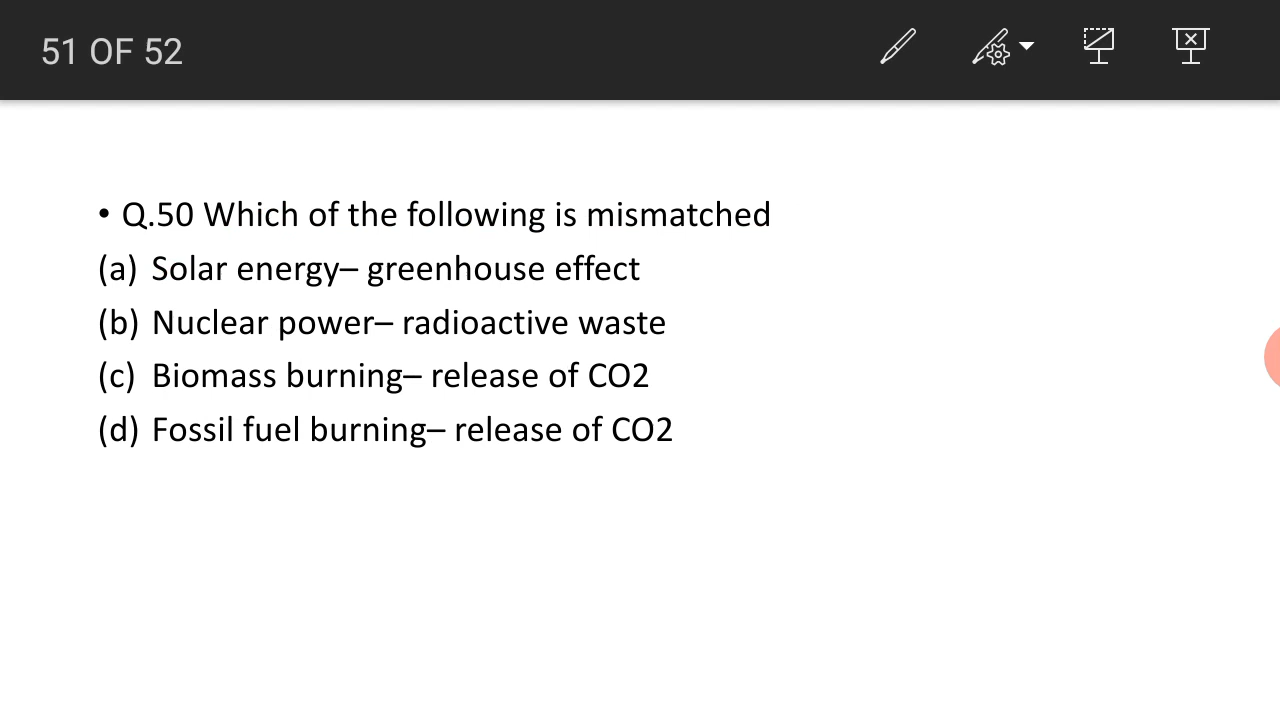 51 OF 52
• Q.50 Which of the following is mismatched
(a) Solar energy– greenhouse effect
(b) Nuclear power– radioactive waste
(c) Biomass burning– release of CO2
(d) Fossil fuel burning– release of CO2